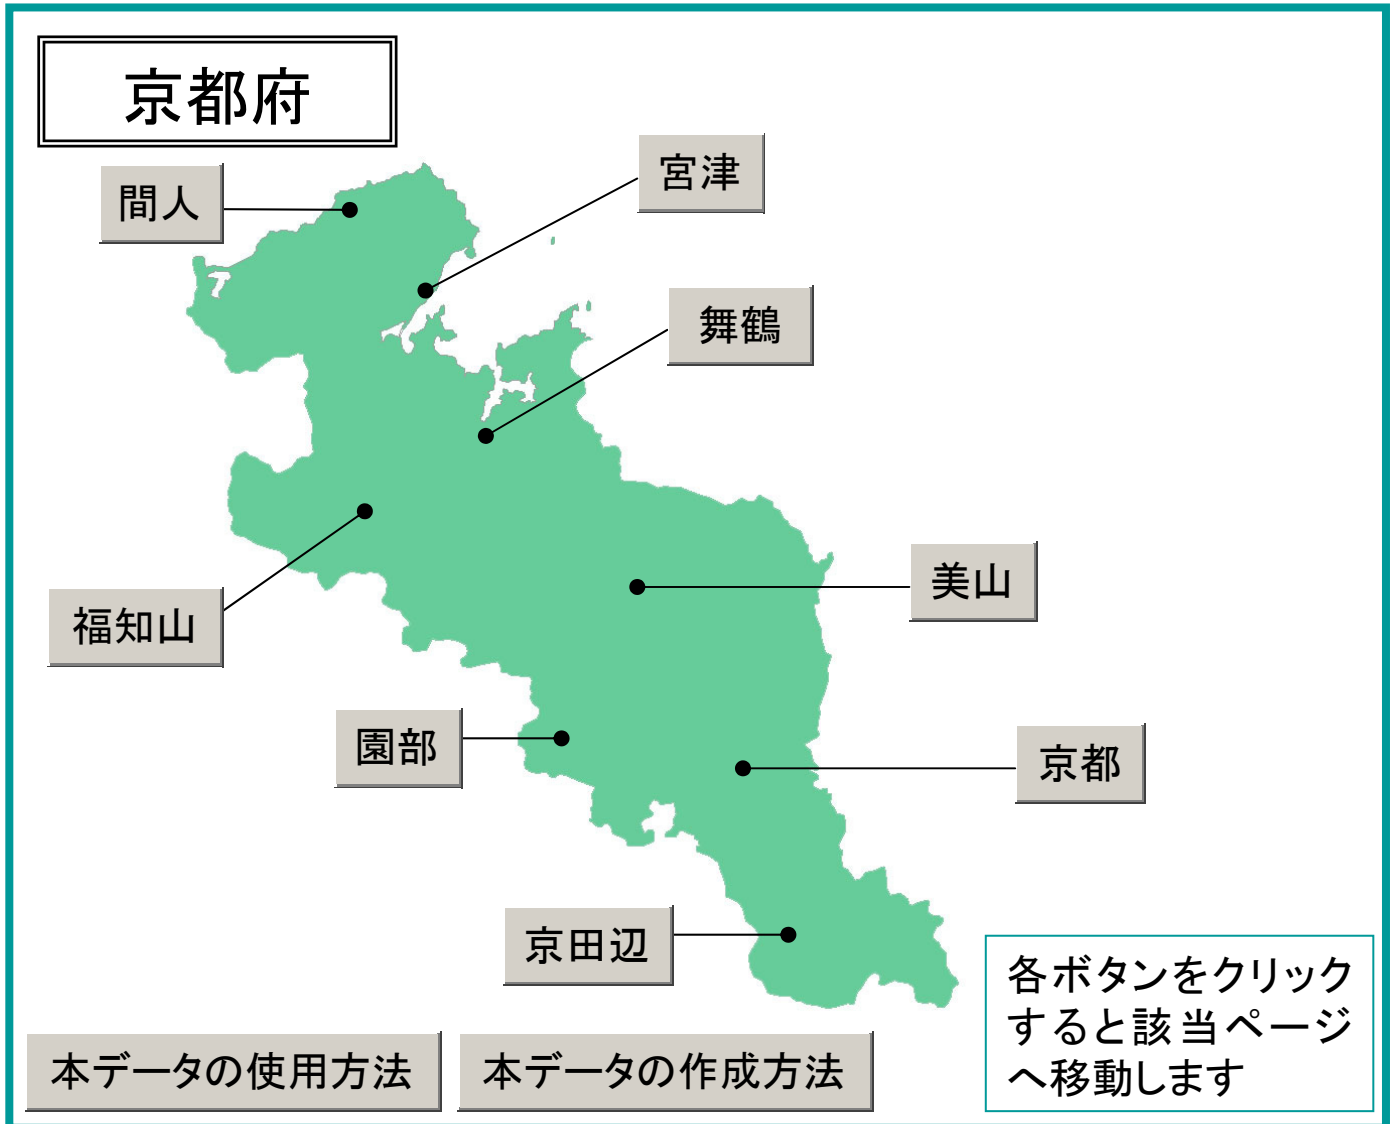 京都府
間人
宮津
舞鶴
美山
福知山
園部
京都
京田辺
各ボタンをクリック
すると該当ページ
へ移動します
本データの使用方法
本データの作成方法